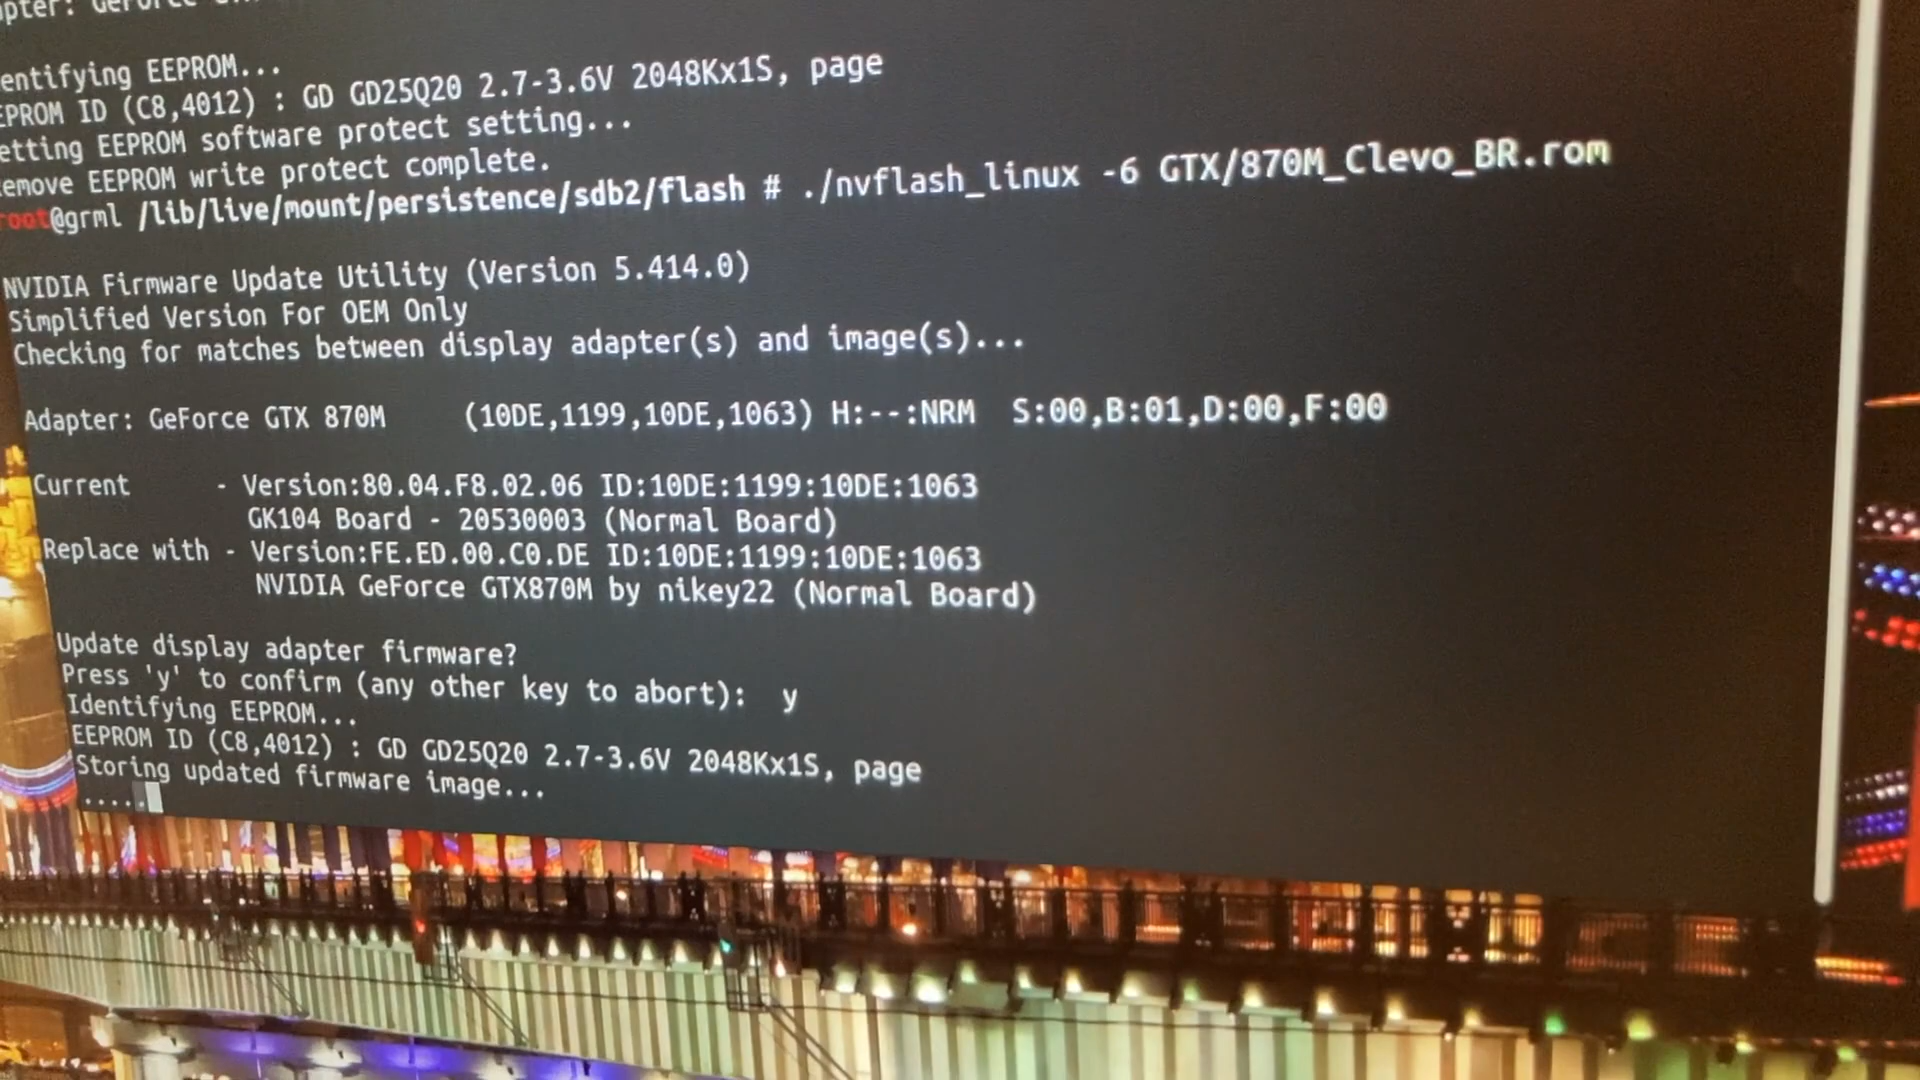 entifying EEPROM...
EPROM ID (C8,4012) : GD GD25Q20 2.7-3.6V 2048Kx1S, page
etting EEPROM software protect setting...
emove EEPROM write protect complete.
root@grml /lib/live/mount/persistence/sdb2/flash # ./nvflash_linux -6 GTX/870M_Clevo_BR.rom
NVIDIA Firmware Update Utility (Version 5.414.0)
Simplified Version For OEM Only
Checking for matches between display adapter(s) and image(s)...
Adapter: GeForce GTX 870M (10DE,1199,10DE,1063) H:--:NRM S:00,B:01,D:00,F:00
Current - Version:80.04.F8.02.06 ID:10DE:1199:10DE:1063
GK104 Board - 20530003 (Normal Board)
Replace with - Version:FE.ED.00.C0.DE ID:10DE:1199:10DE:1063
NVIDIA GeForce GTX870M by nikey22 (Normal Board)
Update display adapter firmware?
Press 'y' to confirm (any other key to abort): y
Identifying EEPROM...
EEPROM ID (C8,4012) : GD GD25Q20 2.7-3.6V 2048Kx1S, page
Storing updated firmware image...
.....